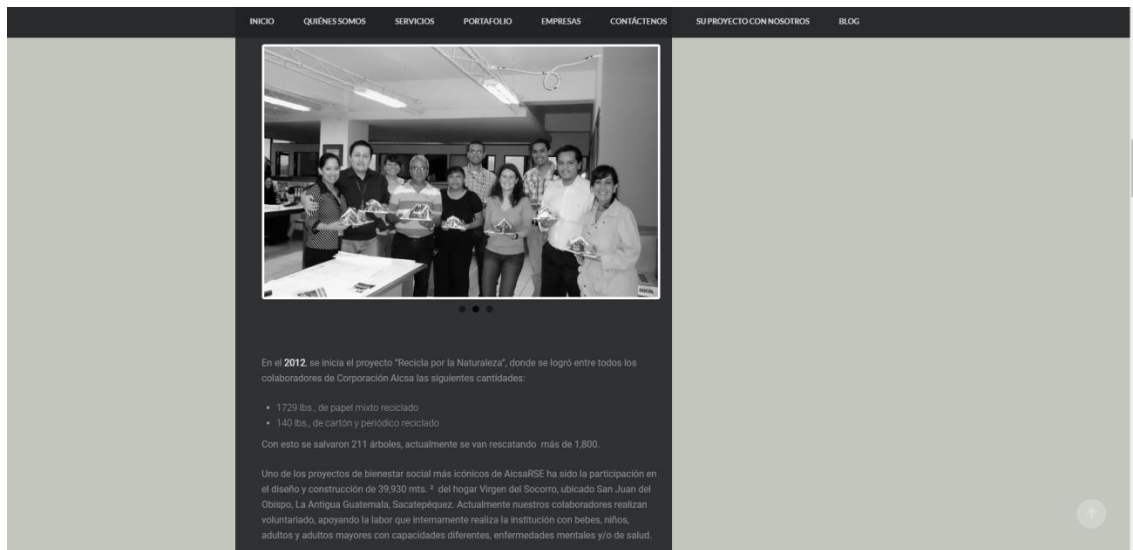 INICIO QUIÉNES SOMOS SERVICIOS PORTAFOLIO EMPRESAS CONTÁCTENOS SU PROYECTO CON NOSOTROS BLOG
En el 2012, se inicia el proyecto "Recicla por la Naturaleza", donde se logró entre todos los
colaboradores de Corporación Aicsa las siguientes cantidades:
• 1729 lbs., de papel mixto reciclado
• 140 lbs., de cartón y periódico reciclado
Con esto se salvaron 211 árboles, actualmente se van rescatando más de 1,800.
Uno de los proyectos de bienestar social más icónicos de AicsaRSE ha sido la participación en
el diseño y construcción de 39,930 mts. ² del hogar Virgen del Socorro, ubicado San Juan del
Obispo, La Antigua Guatemala, Sacatepéquez. Actualmente nuestros colaboradores realizan
voluntariado, apoyando la labor que internamente realiza la institución con bebes, niños,
adultos y adultos mayores con capacidades diferentes, enfermedades mentales y/o de salud.